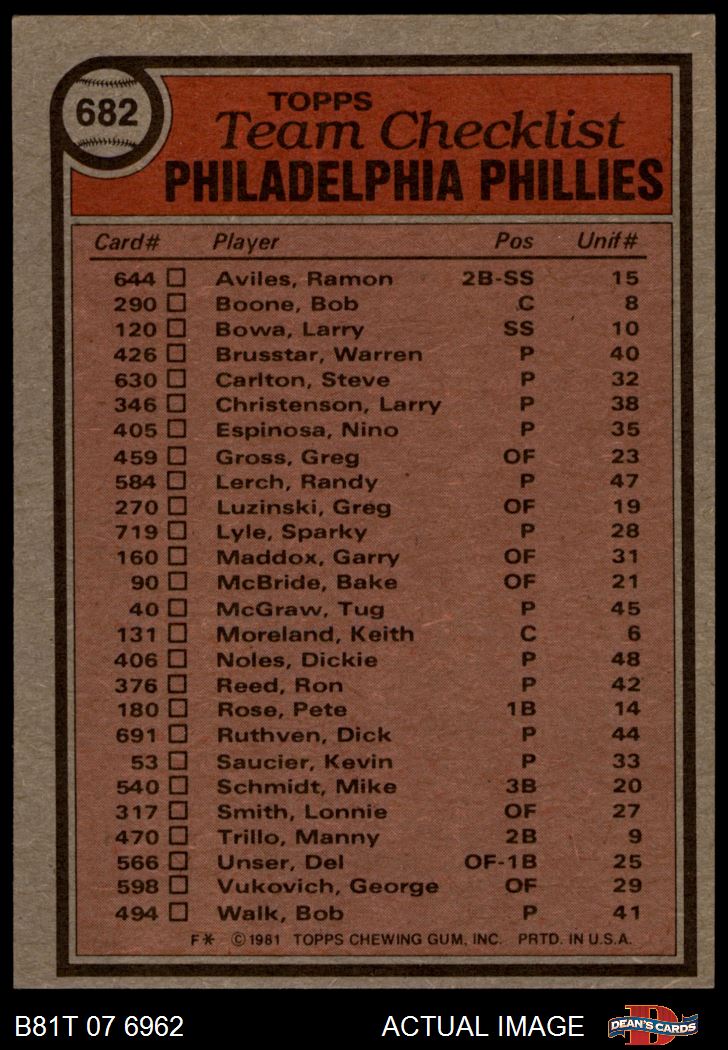 682
TOPPS
Team Checklist
PHILADELPHIA PHILLIES
Card# Player Pos Unif#
644 Aviles, Ramon 2B-SS 15
290 Boone, Bob C 8
120 Bowa, Larry SS 10
426 Brusstar, Warren P 40
630 Carlton, Steve P 32
346 Christenson, Larry P 38
405 Espinosa, Nino P 35
459 Gross, Greg OF 23
584 Lerch, Randy P 47
270 Luzinski, Greg OF 19
719 Lyle, Sparky P 28
160 Maddox, Garry OF 31
90 McBride, Bake OF 21
40 McGraw, Tug P 45
131 Moreland, Keith C 6
406 Noles, Dickie P 48
376 Reed, Ron P 42
180 Rose, Pete 1B 14
691 Ruthven, Dick P 44
53 Saucier, Kevin P 33
540 Schmidt, Mike 3B 20
317 Smith, Lonnie OF 27
470 Trillo, Manny 2B 9
566 Unser, Del OF-1B 25
598 Vukovich, George OF 29
494 Walk, Bob P 41
F* © 1981 TOPPS CHEWING GUM, INC. PRTD. IN U.S.A.
B81T 07 6962 ACTUAL IMAGE D DEAN'S CARDS